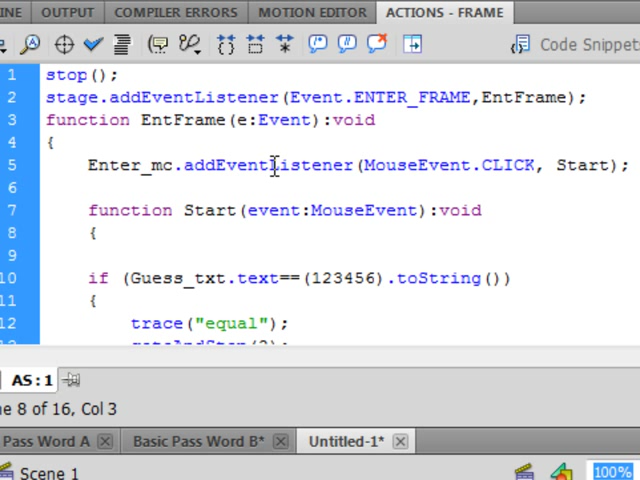 INE OUTPUT COMPILER ERRORS MOTION EDITOR ACTIONS - FRAME
Code Snippets
1 stop();
2 stage.addEventListener(Event.ENTER_FRAME,EntFrame);
3 function EntFrame(e:Event):void
4 {
5 Enter_mc.addEventListener(MouseEvent.CLICK, Start);
6
7 function Start(event:MouseEvent):void
8 {
9
10 if (Guess_txt.text==(123456).toString())
11 {
12 trace("equal");
AS:1
ne 8 of 16, Col 3
Pass Word A Basic Pass Word B* Untitled-1*
Scene 1 100%